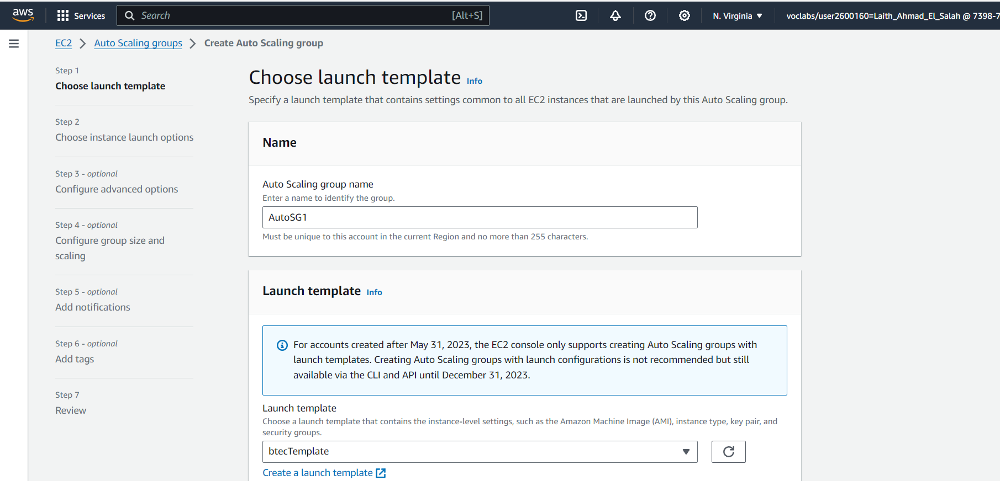 aws
Services
Search
[Alt+S]
N. Virginia
voclabs/user2600160=Laith_Ahmad_El_Salah @ 7398-7
EC2 > Auto Scaling groups > Create Auto Scaling group
Step 1
Choose launch template
Step 2
Choose instance launch options
Step 3 - optional
Configure advanced options
Step 4 - optional
Configure group size and
scaling
Step 5 - optional
Add notifications
Step 6 - optional
Add tags
Step 7
Review
Choose launch template Info
Specify a launch template that contains settings common to all EC2 instances that are launched by this Auto Scaling group.
Name
Auto Scaling group name
Enter a name to identify the group.
AutoSG1
Must be unique to this account in the current Region and no more than 255 characters.
Launch template Info
For accounts created after May 31, 2023, the EC2 console only supports creating Auto Scaling groups with
launch templates. Creating Auto Scaling groups with launch configurations is not recommended but still
available via the CLI and API until December 31, 2023.
Launch template
Choose a launch template that contains the instance-level settings, such as the Amazon Machine Image (AMI), instance type, key pair, and
security groups.
btecTemplate
Create a launch template